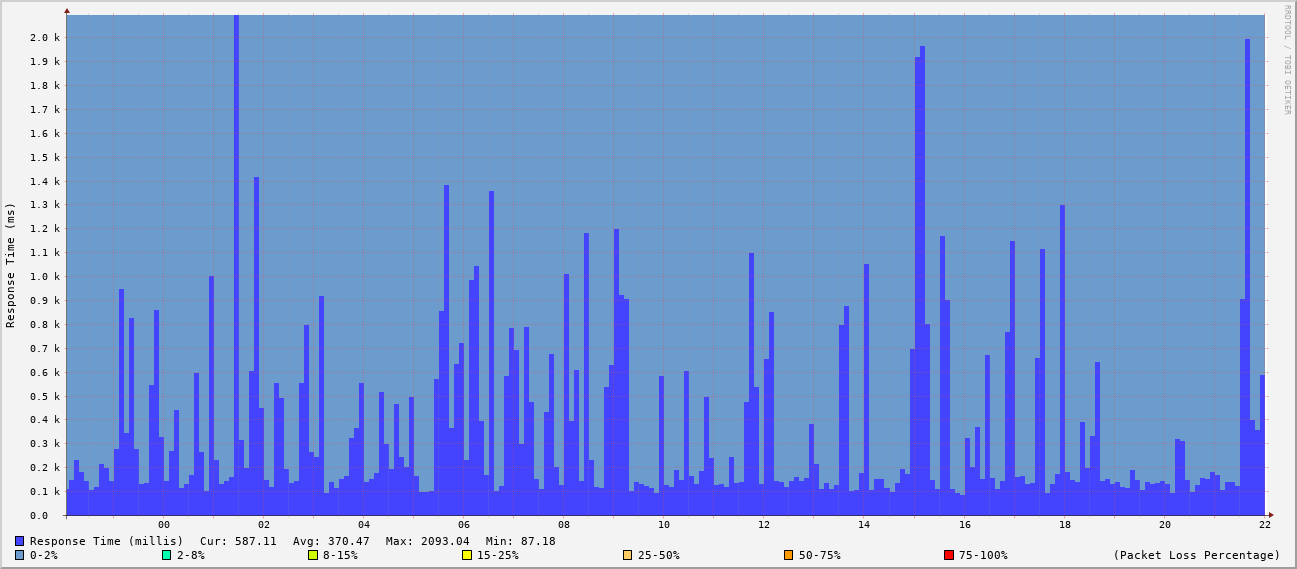 RRDTOOL / TOBI OETIKER
Response Time (ms)
2.0 k
1.9 k
1.8 k
1.7 k
1.6 k
1.5 k
1.4 k
1.3 k
1.2 k
1.1 k
1.0 k
0.9 k
0.8 k
0.7 k
0.6 k
0.5 k
0.4 k
0.3 k
0.2 k
0.1 k
0.0
00 02 04 06 08 10 12 14 16 18 20 22
Response Time (millis) Cur: 587.11 Avg: 370.47 Max: 2093.04 Min: 87.18
0-2% 2-8% 8-15% 15-25% 25-50% 50-75% 75-100% (Packet Loss Percentage)